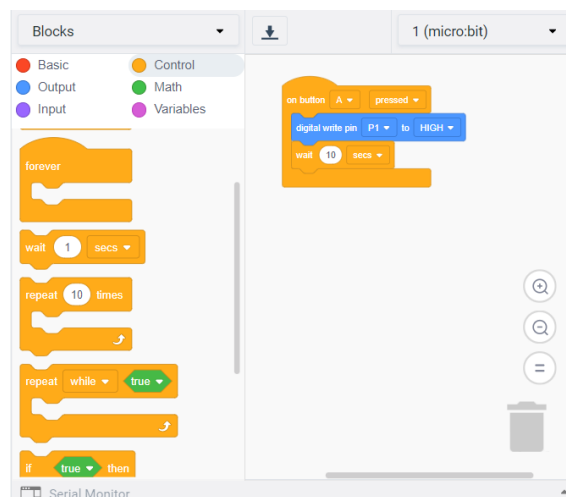 Blocks
1 (micro:bit)
Basic
Control
Output
Math
Input
Variables
forever
wait 1 secs
repeat 10 times
repeat while true
if true then
on button A pressed
digital write pin P1 to HIGH
wait 10 secs
Serial Monitor